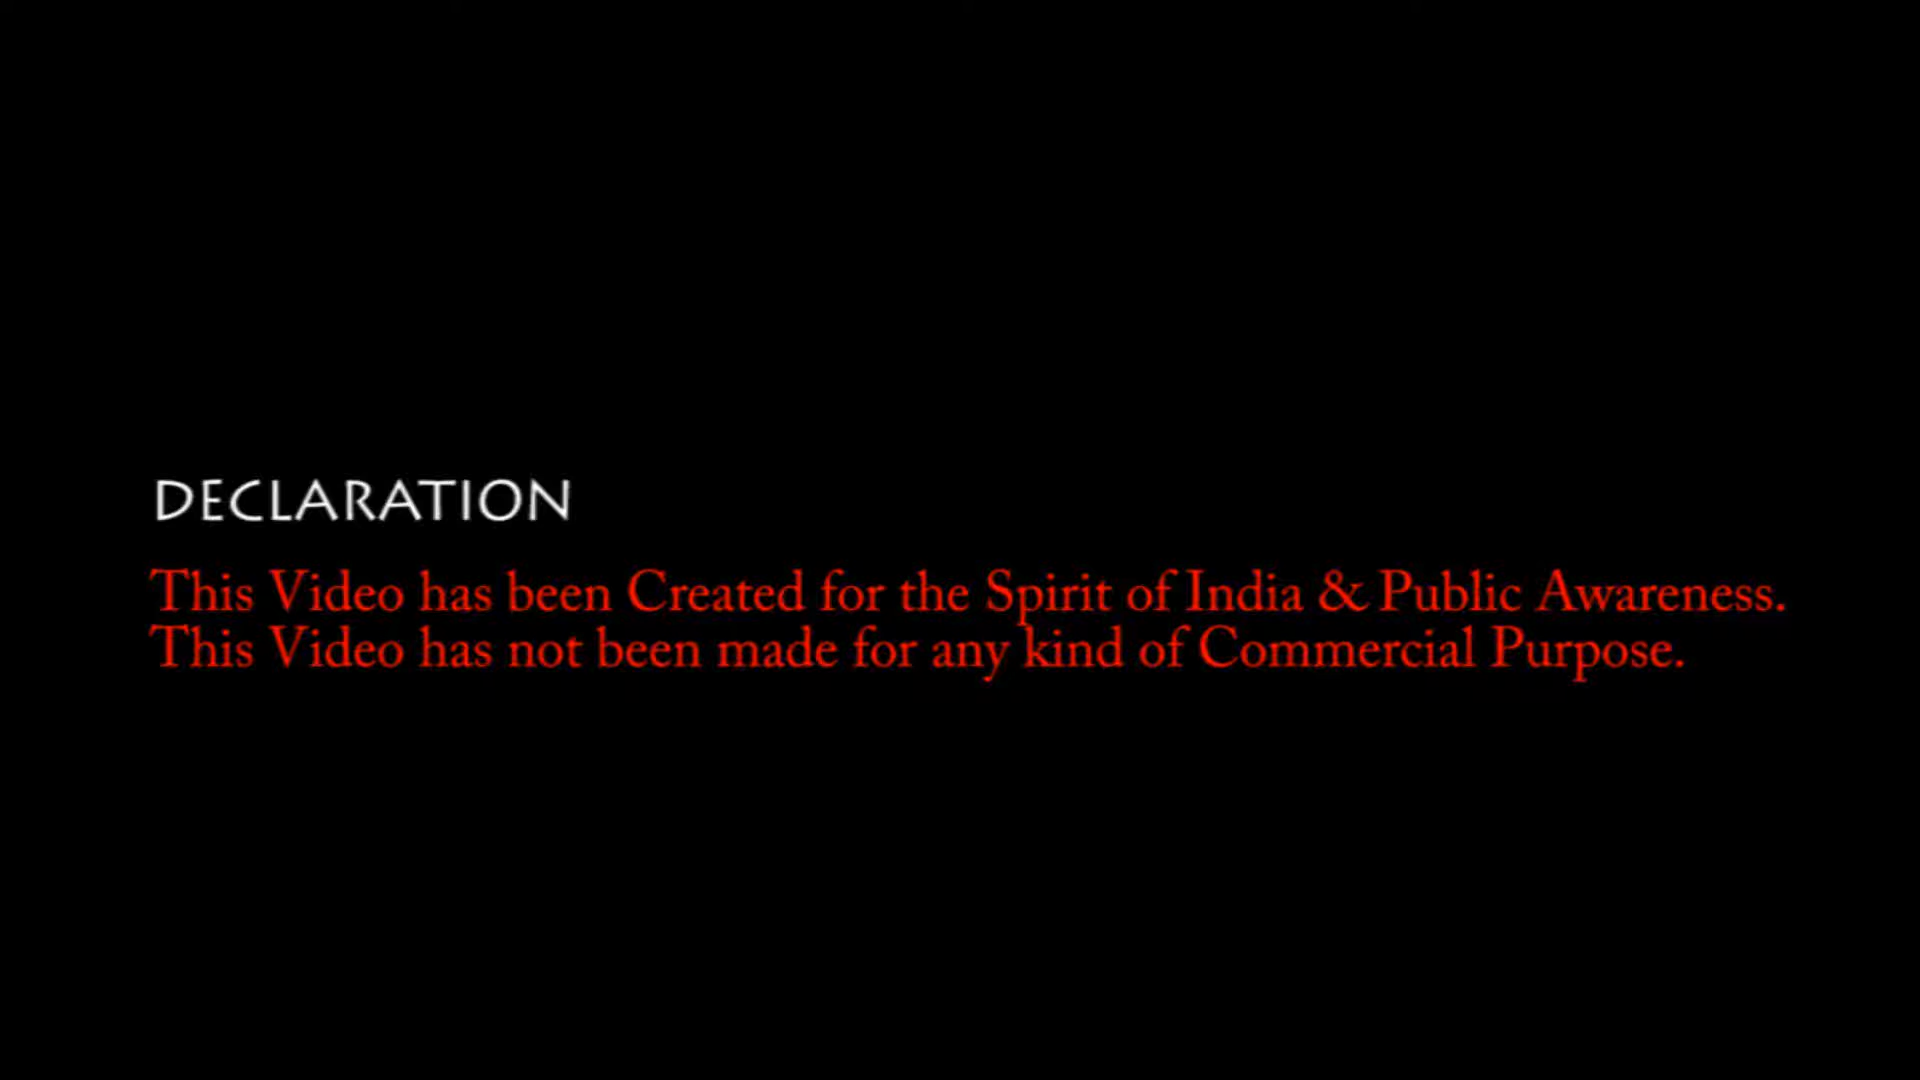 DECLARATION
This Video has been Created for the Spirit of India & Public Awareness.
This Video has not been made for any kind of Commercial Purpose.